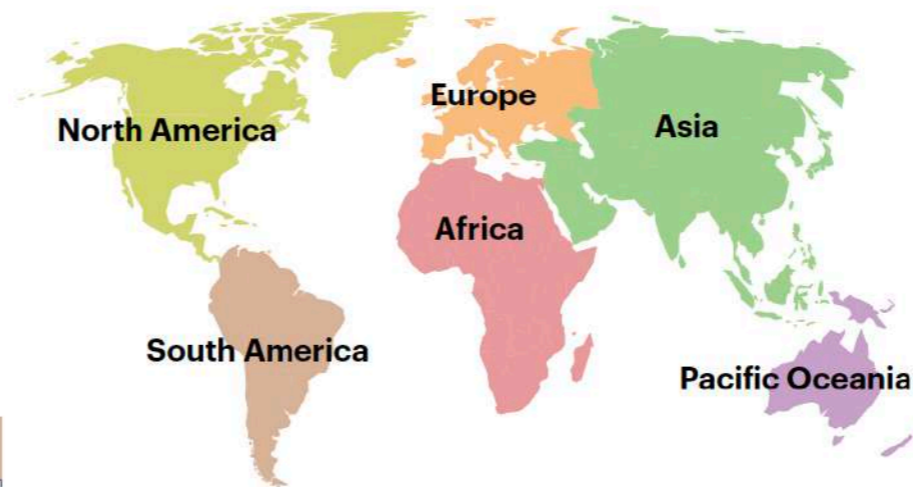 Europe
North America
Asia
Africa
South America
Pacific Oceania